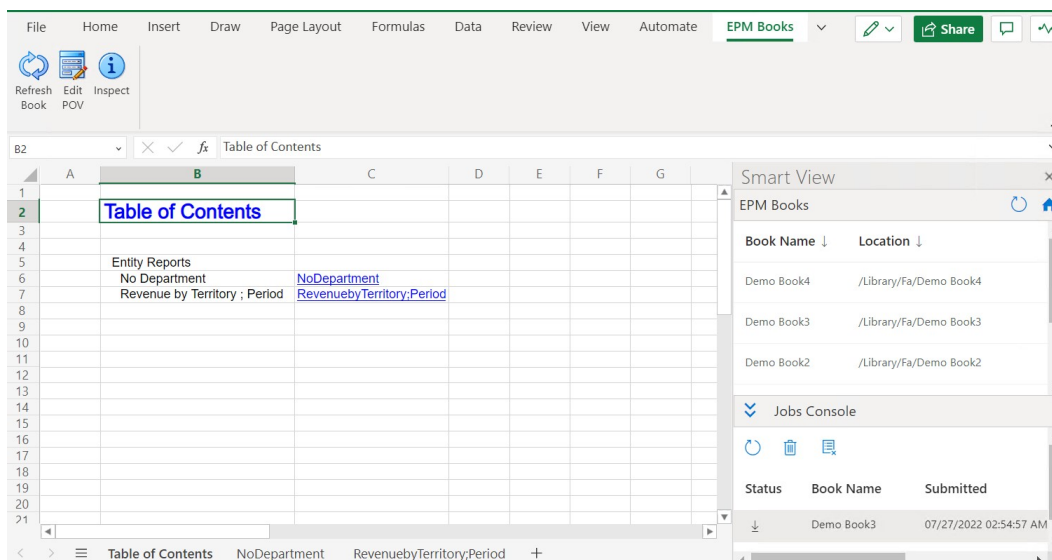 File Home Insert Draw Page Layout Formulas Data Review View Automate EPM Books Share
Refresh Book Edit POV Inspect
B2 fx Table of Contents
A B C D E F G
1
2 Table of Contents
3
4
5 Entity Reports
6 No Department NoDepartment
7 Revenue by Territory ; Period RevenuebyTerritory;Period
8
9
10
11
12
13
14
15
16
17
18
19
20
21
Table of Contents NoDepartment RevenuebyTerritory;Period +
Smart View
EPM Books
Book Name ↓ Location ↓
Demo Book4 /Library/Fa/Demo Book4
Demo Book3 /Library/Fa/Demo Book3
Demo Book2 /Library/Fa/Demo Book2
Jobs Console
Status Book Name Submitted
Demo Book3 07/27/2022 02:54:57 AM